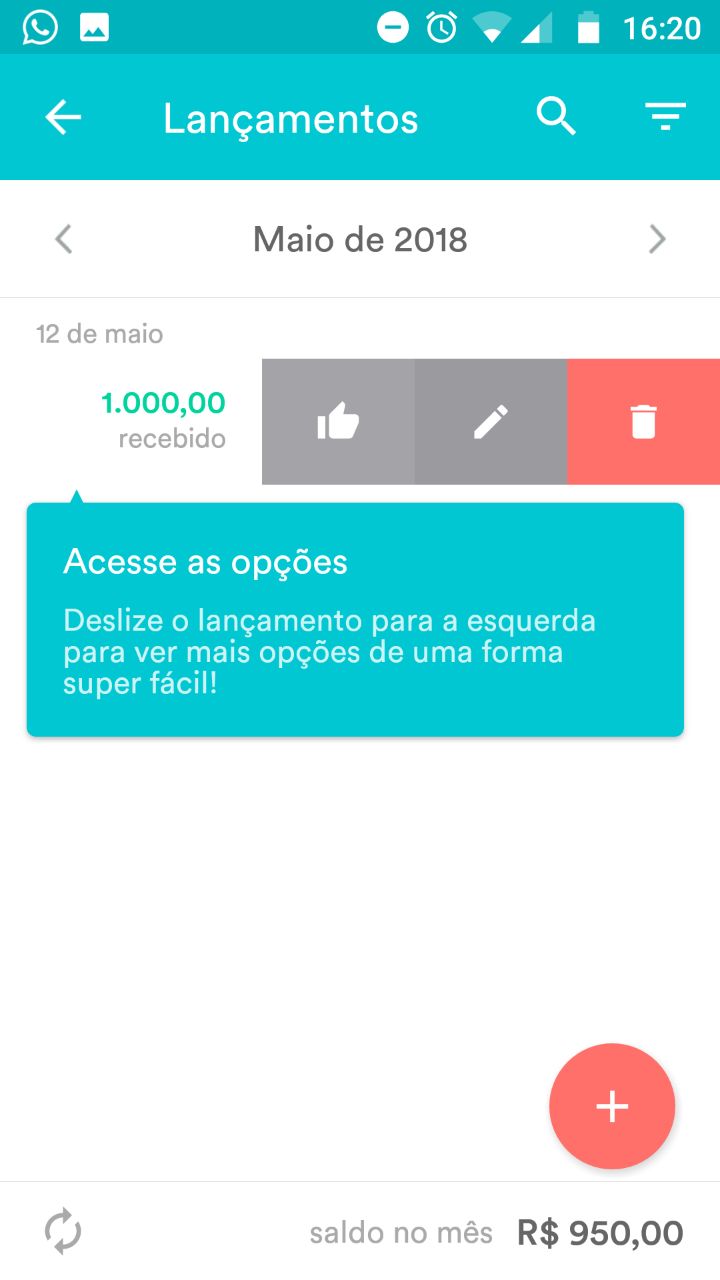 16:20
Lançamentos
Maio de 2018
12 de maio
1.000,00
recebido
Acesse as opções
Deslize o lançamento para a esquerda
para ver mais opções de uma forma
super fácil!
saldo no mês R$ 950,00